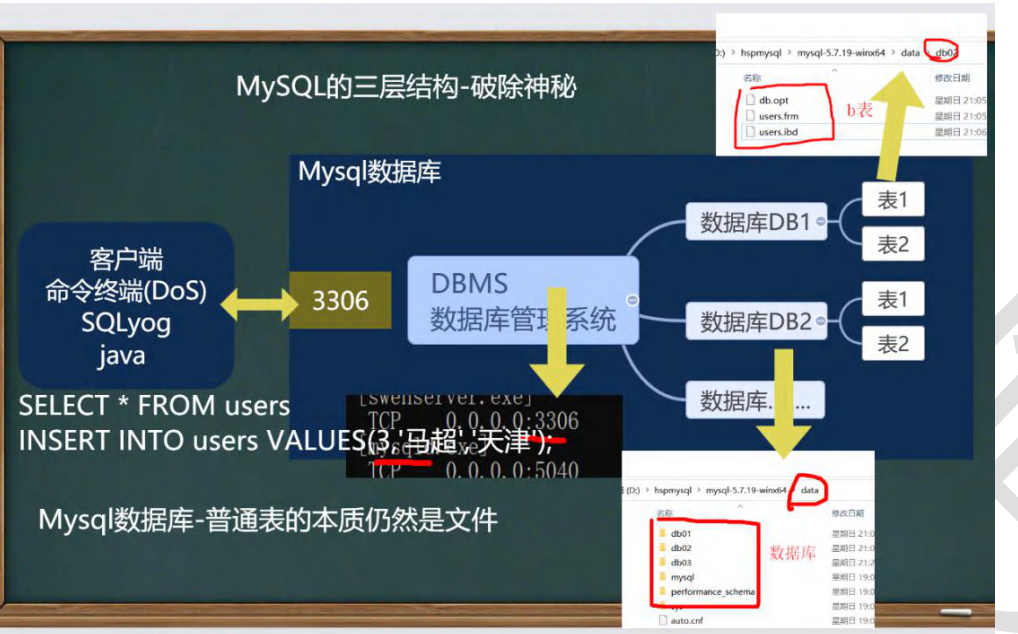 MySQL的三层结构-破除神秘
hspmysql > mysql-5.7.19-winx64 > data
名称
修改日期
db.opt
星期日 21:05
users.frm
星期日 21:05
users.ibd
星期日 21:06
b表
Mysql数据库
客户端
命令终端(DoS)
SQLyog
java
3306
DBMS
数据库管理系统
数据库DB1
表1
表2
数据库DB2
表1
表2
数据库
SELECT * FROM users
INSERT INTO users VALUES(3,'马超','天津');
[swenserver.exe]
TCP 0.0.0.0:3306
TCP 0.0.0.0:5040
Mysql数据库-普通表的本质仍然是文件
(D:) > hspmysql > mysql-5.7.19-winx64 > data
名称
修改日期
db01
星期日 21:0
db02
星期日 21:0
db03
星期日 21:2
数据库
mysql
星期日 19:0
performance_schema
星期日 19:0
星期日 19:0
auto.cnf
星期日 19:0